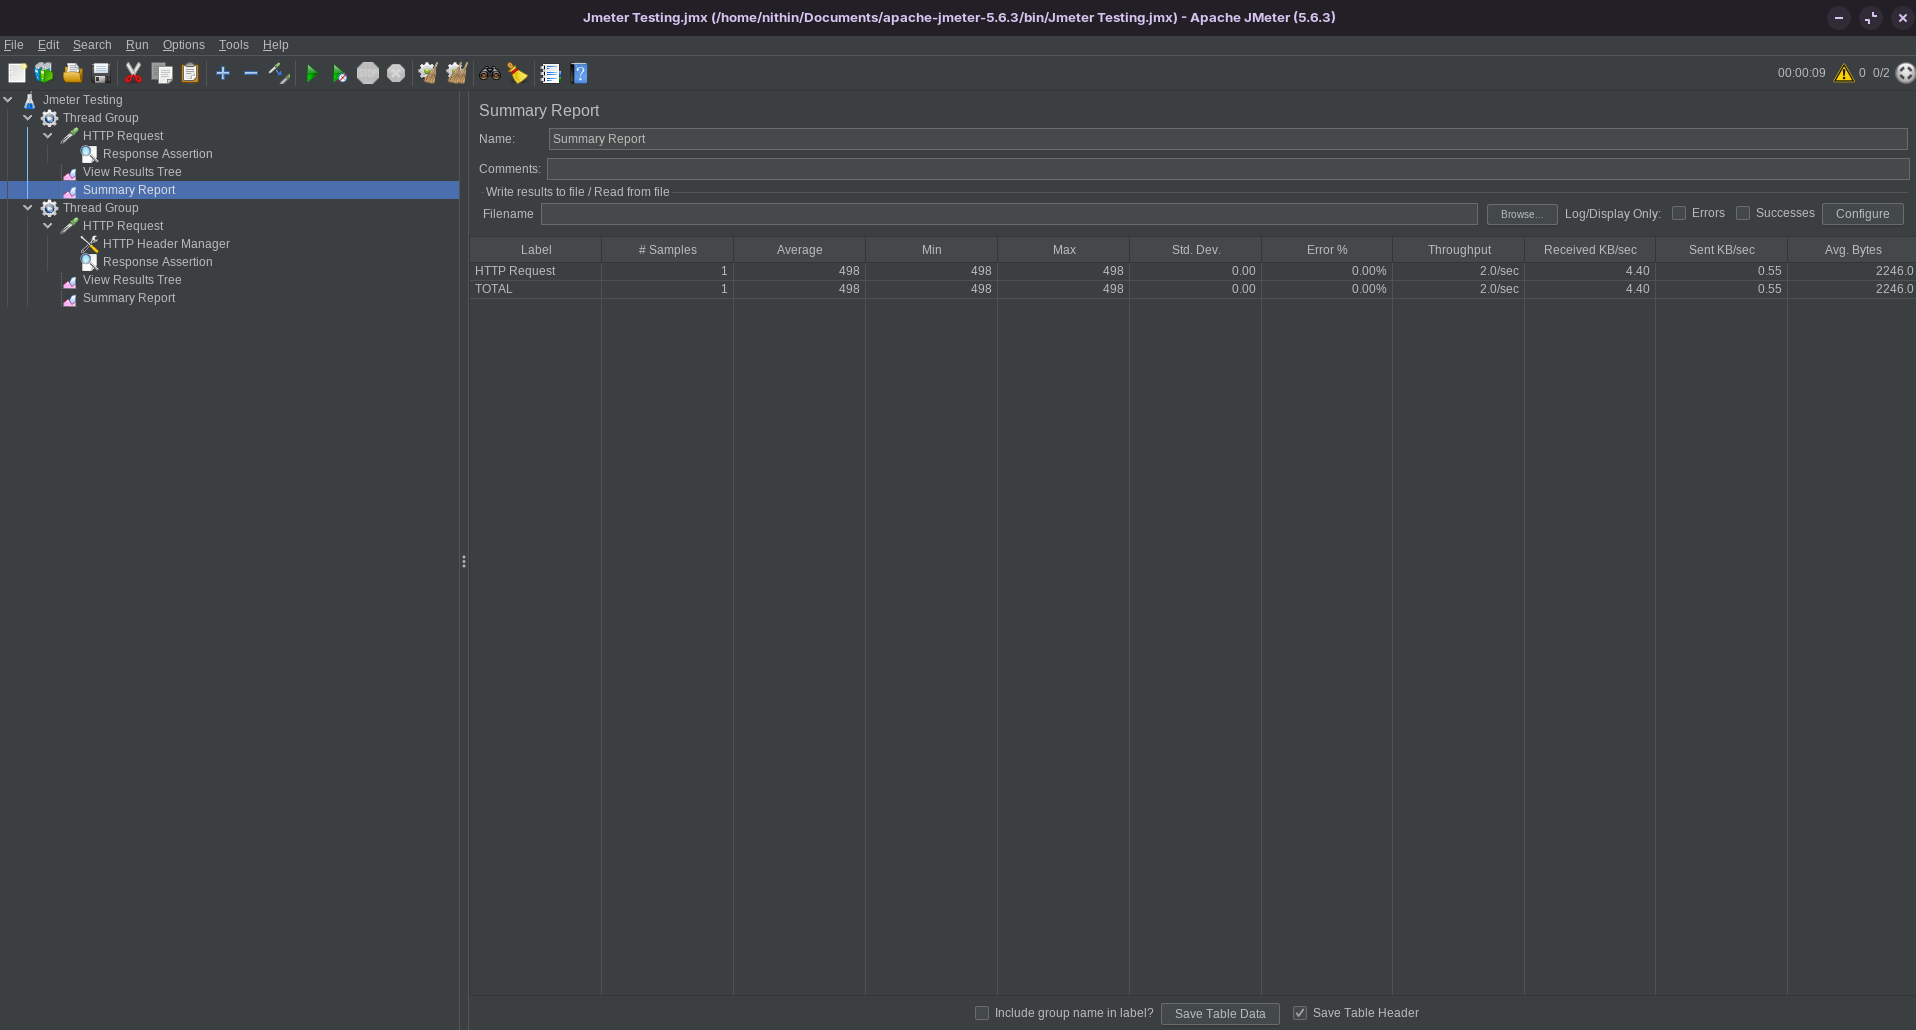 Jmeter Testing.jmx (/home/nithin/Documents/apache-jmeter-5.6.3/bin/Jmeter Testing.jmx) - Apache JMeter (5.6.3)
File Edit Search Run Options Tools Help
00:00:09 0 0/2
Jmeter Testing
Thread Group
HTTP Request
Response Assertion
View Results Tree
Summary Report
Thread Group
HTTP Request
HTTP Header Manager
Response Assertion
View Results Tree
Summary Report
Summary Report
Name: Summary Report
Comments:
Write results to file / Read from file
Filename Browse... Log/Display Only: Errors Successes Configure
Label # Samples Average Min Max Std. Dev. Error % Throughput Received KB/sec Sent KB/sec Avg. Bytes
HTTP Request 1 498 498 498 0.00 0.00% 2.0/sec 4.40 0.55 2246.0
TOTAL 1 498 498 498 0.00 0.00% 2.0/sec 4.40 0.55 2246.0
Include group name in label? Save Table Data Save Table Header